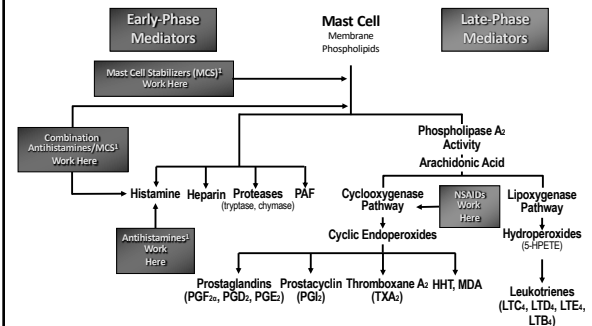 Early-Phase
Mediators
Mast Cell
Membrane
Phospholipids
Late-Phase
Mediators
Mast Cell Stabilizers (MCS)¹
Work Here
Combination
Antihistamines/MCS¹
Work Here
Phospholipase A₂
Activity
Arachidonic Acid
Histamine
Heparin
Proteases
(tryptase, chymase)
PAF
Cyclooxygenase
Pathway
NSAIDs
Work
Here
Lipoxygenase
Pathway
Antihistamines¹
Work
Here
Cyclic Endoperoxides
Hydroperoxides
(5-HPETE)
Prostaglandins
(PGF₂α, PGD₂, PGE₂)
Prostacyclin
(PGI₂)
Thromboxane A₂
(TXA₂)
HHT, MDA
Leukotrienes
(LTC₄, LTD₄, LTE₄,
LTB₄)